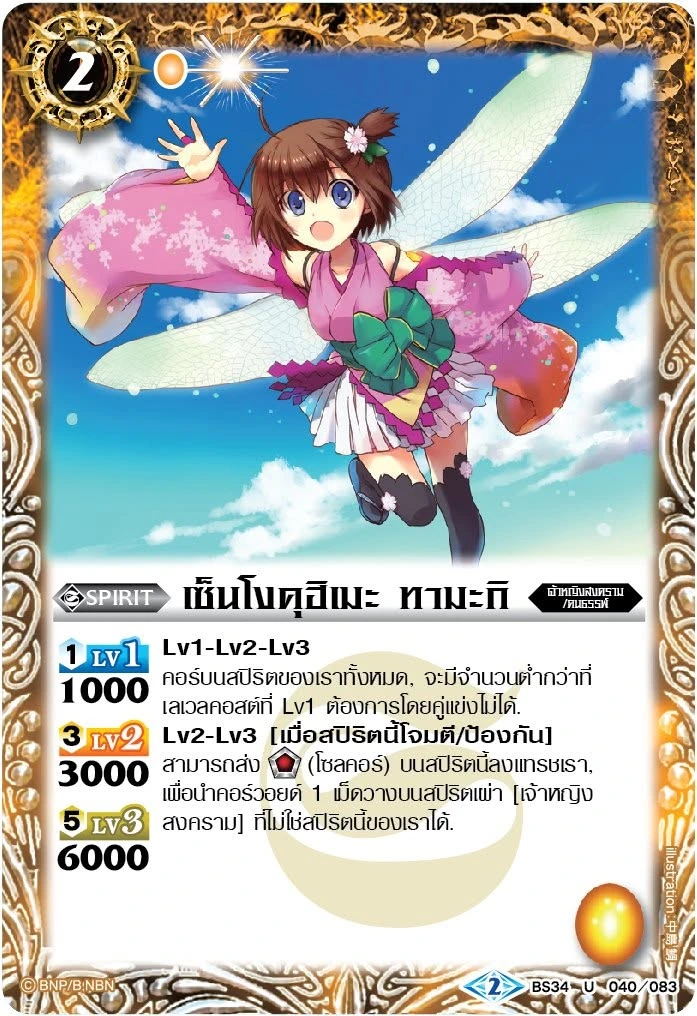 2
SPIRIT
เซ็นโงคุฮิเมะ ทามะกิ
เจ้าหญิงสงคราม
/คนธรรพ์
1 LV1
1000
3 LV2
3000
5 LV3
6000
Lv1-Lv2-Lv3
คอร์บนสปิริตของเราทั้งหมด, จะมีจำนวนต่ำกว่าที่
เลเวลคอสต์ที่ Lv1 ต้องการโดยคู่แข่งไม่ได้.
Lv2-Lv3 [เมื่อสปิริตนี้โจมตี/ป้องกัน]
สามารถส่ง (โซลคอร์) บนสปิริตนี้ลงแทรชเรา,
เพื่อนำคอร์วอยด์ 1 เม็ดวางบนสปิริตเผ่า [เจ้าหญิง
สงคราม] ที่ไม่ใช่สปิริตนี้ของเราได้.
illustration:中島鯛
©BNP/B,NBN
2
BS34 U 040/083